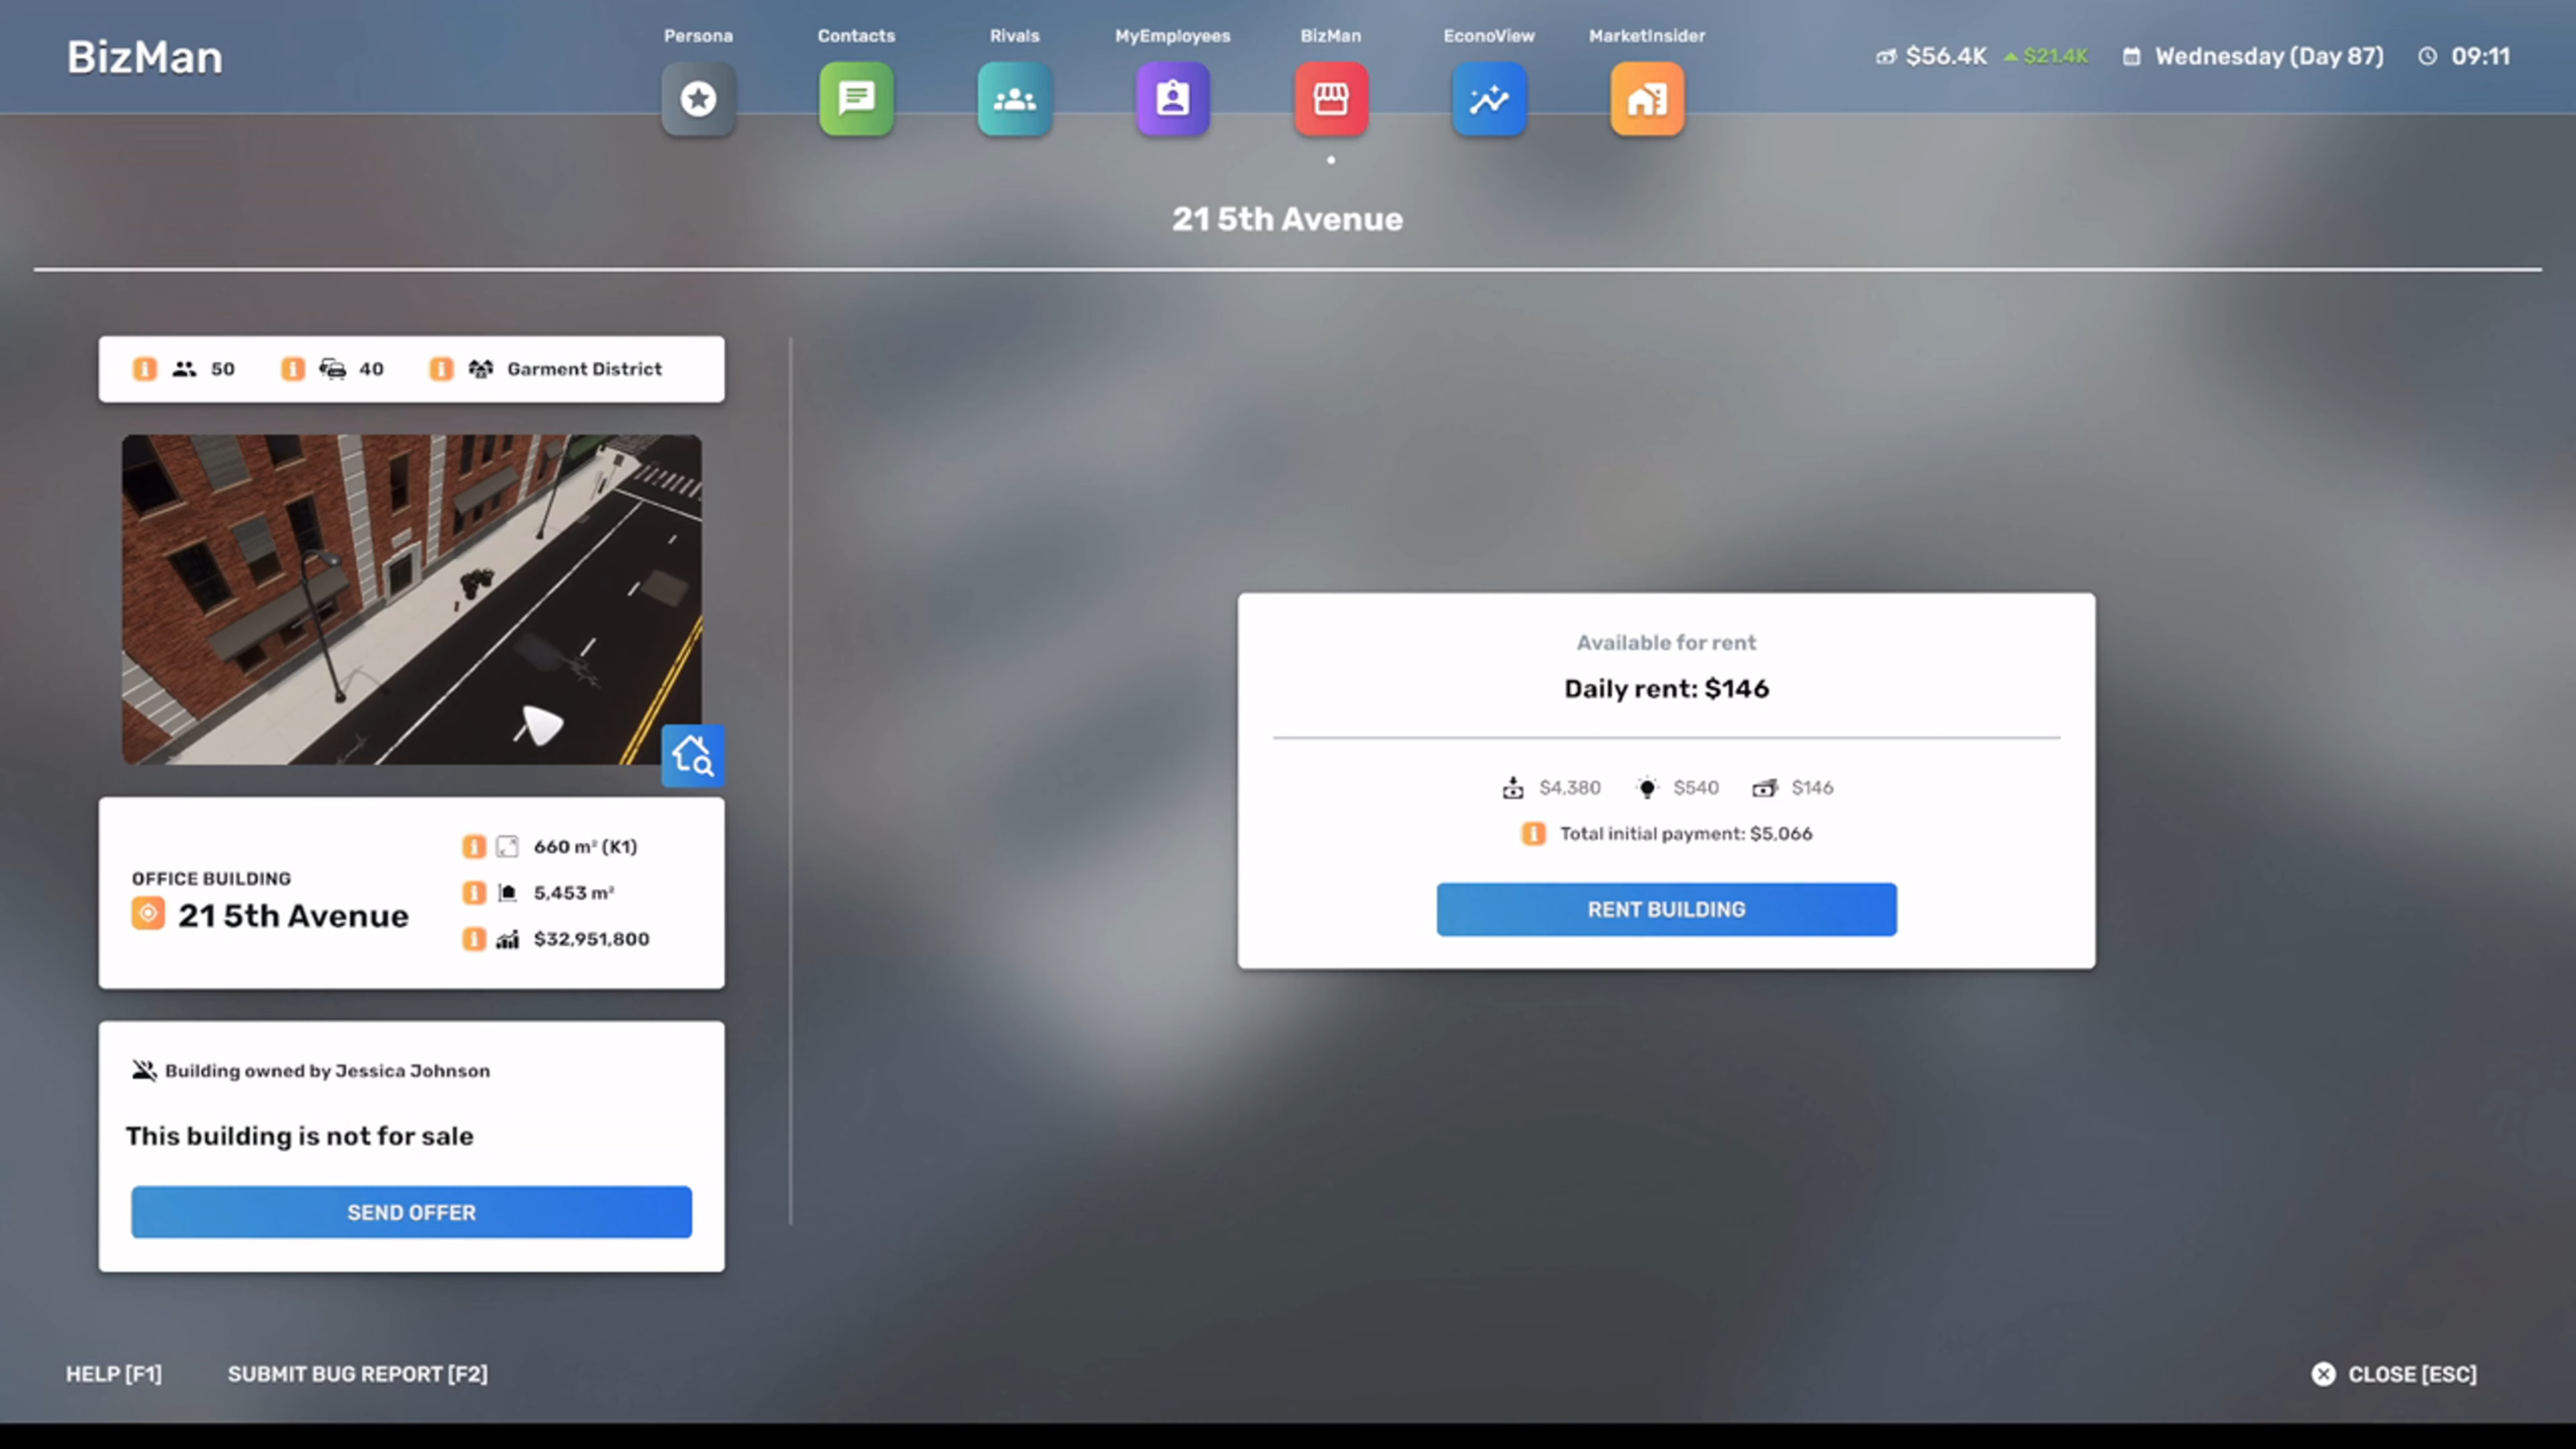 BizMan
Persona
Contacts
Rivals
MyEmployees
BizMan
EconoView
MarketInsider
$56.4K
$21.4K
Wednesday (Day 87)
09:11
21 5th Avenue
50
40
Garment District
OFFICE BUILDING
21 5th Avenue
660 m² (K1)
5,453 m²
$32,951,800
Building owned by Jessica Johnson
This building is not for sale
SEND OFFER
Available for rent
Daily rent: $146
$4,380
$540
$146
Total initial payment: $5,066
RENT BUILDING
HELP [F1]
SUBMIT BUG REPORT [F2]
CLOSE [ESC]